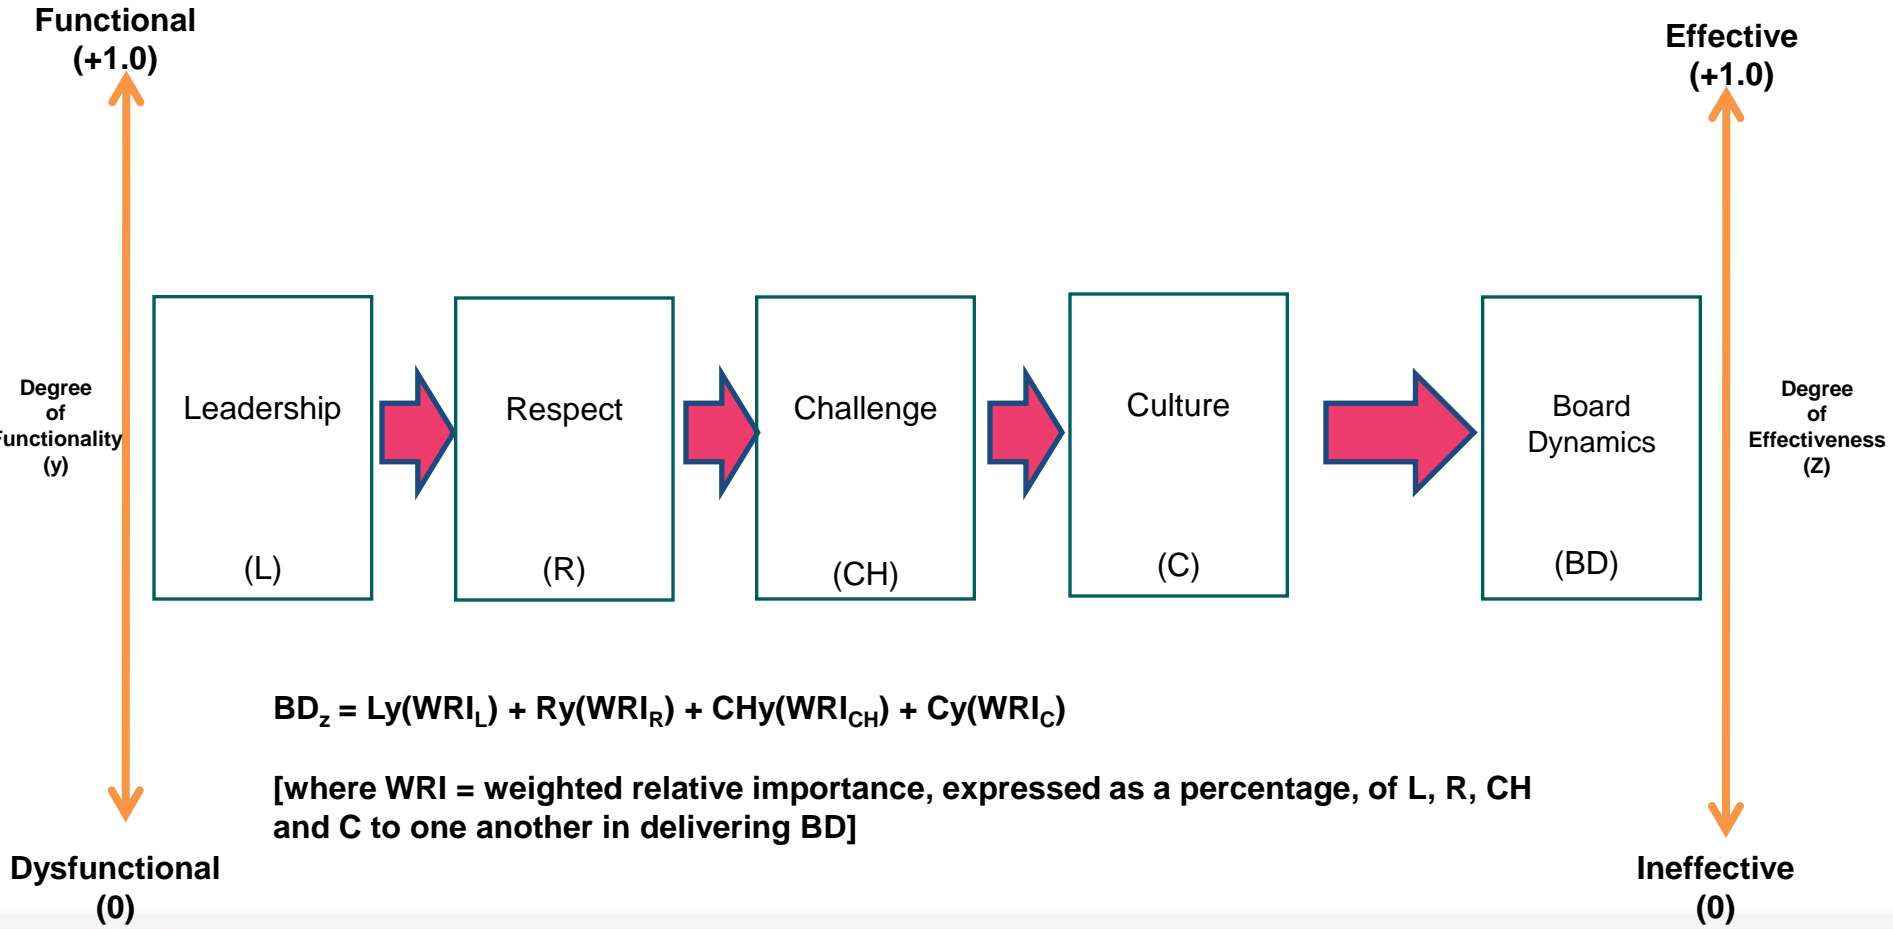 Functional
(+1.0)
Effective
(+1.0)
Degree
of
Functionality
(y)
Leadership
(L)
Respect
(R)
Challenge
(CH)
Culture
(C)
Board
Dynamics
(BD)
Degree
of
Effectiveness
(Z)
BDz = Ly(WRIL) + Ry(WRIR) + CHy(WRICH) + Cy(WRIC)
[where WRI = weighted relative importance, expressed as a percentage, of L, R, CH
and C to one another in delivering BD]
Dysfunctional
(0)
Ineffective
(0)